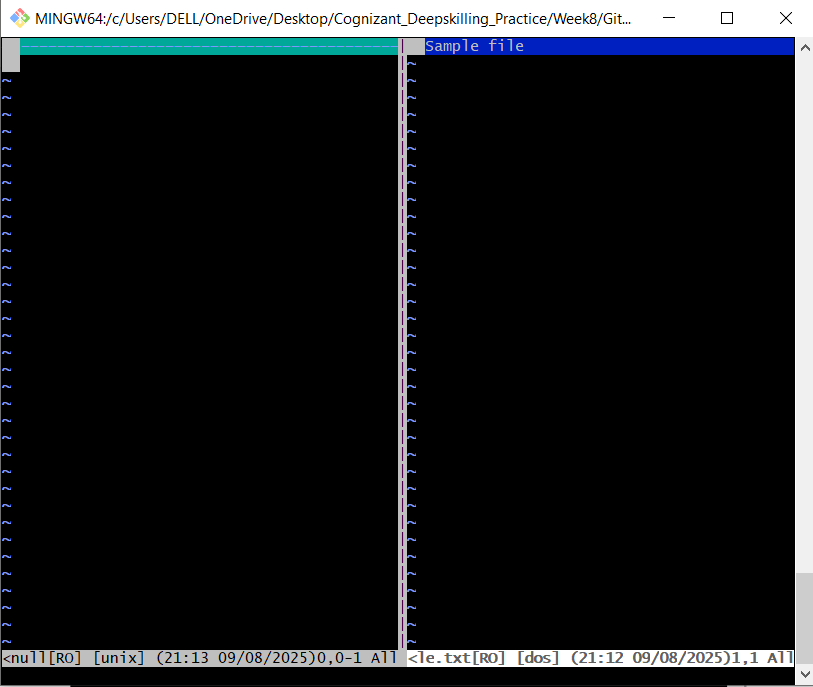 MINGW64:/c/Users/DELL/OneDrive/Desktop/Cognizant_Deepskilling_Practice/Week8/Git...
Sample file
<null[RO] [unix] (21:13 09/08/2025)0,0-1 All
<le.txt[RO] [dos] (21:12 09/08/2025)1,1 All